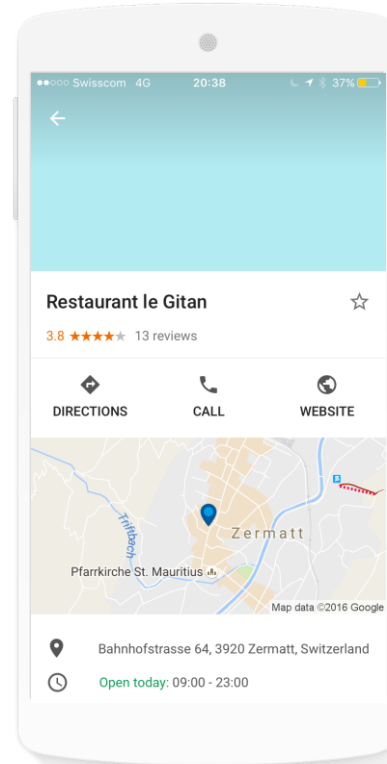 Swisscom 4G 20:38 37%
Restaurant le Gitan
3.8 ★★★★★ 13 reviews
DIRECTIONS CALL WEBSITE
P
Triftbach
Zermatt
Pfarrkirche St. Mauritius
Map data ©2016 Google
Bahnhofstrasse 64, 3920 Zermatt, Switzerland
Open today: 09:00 - 23:00